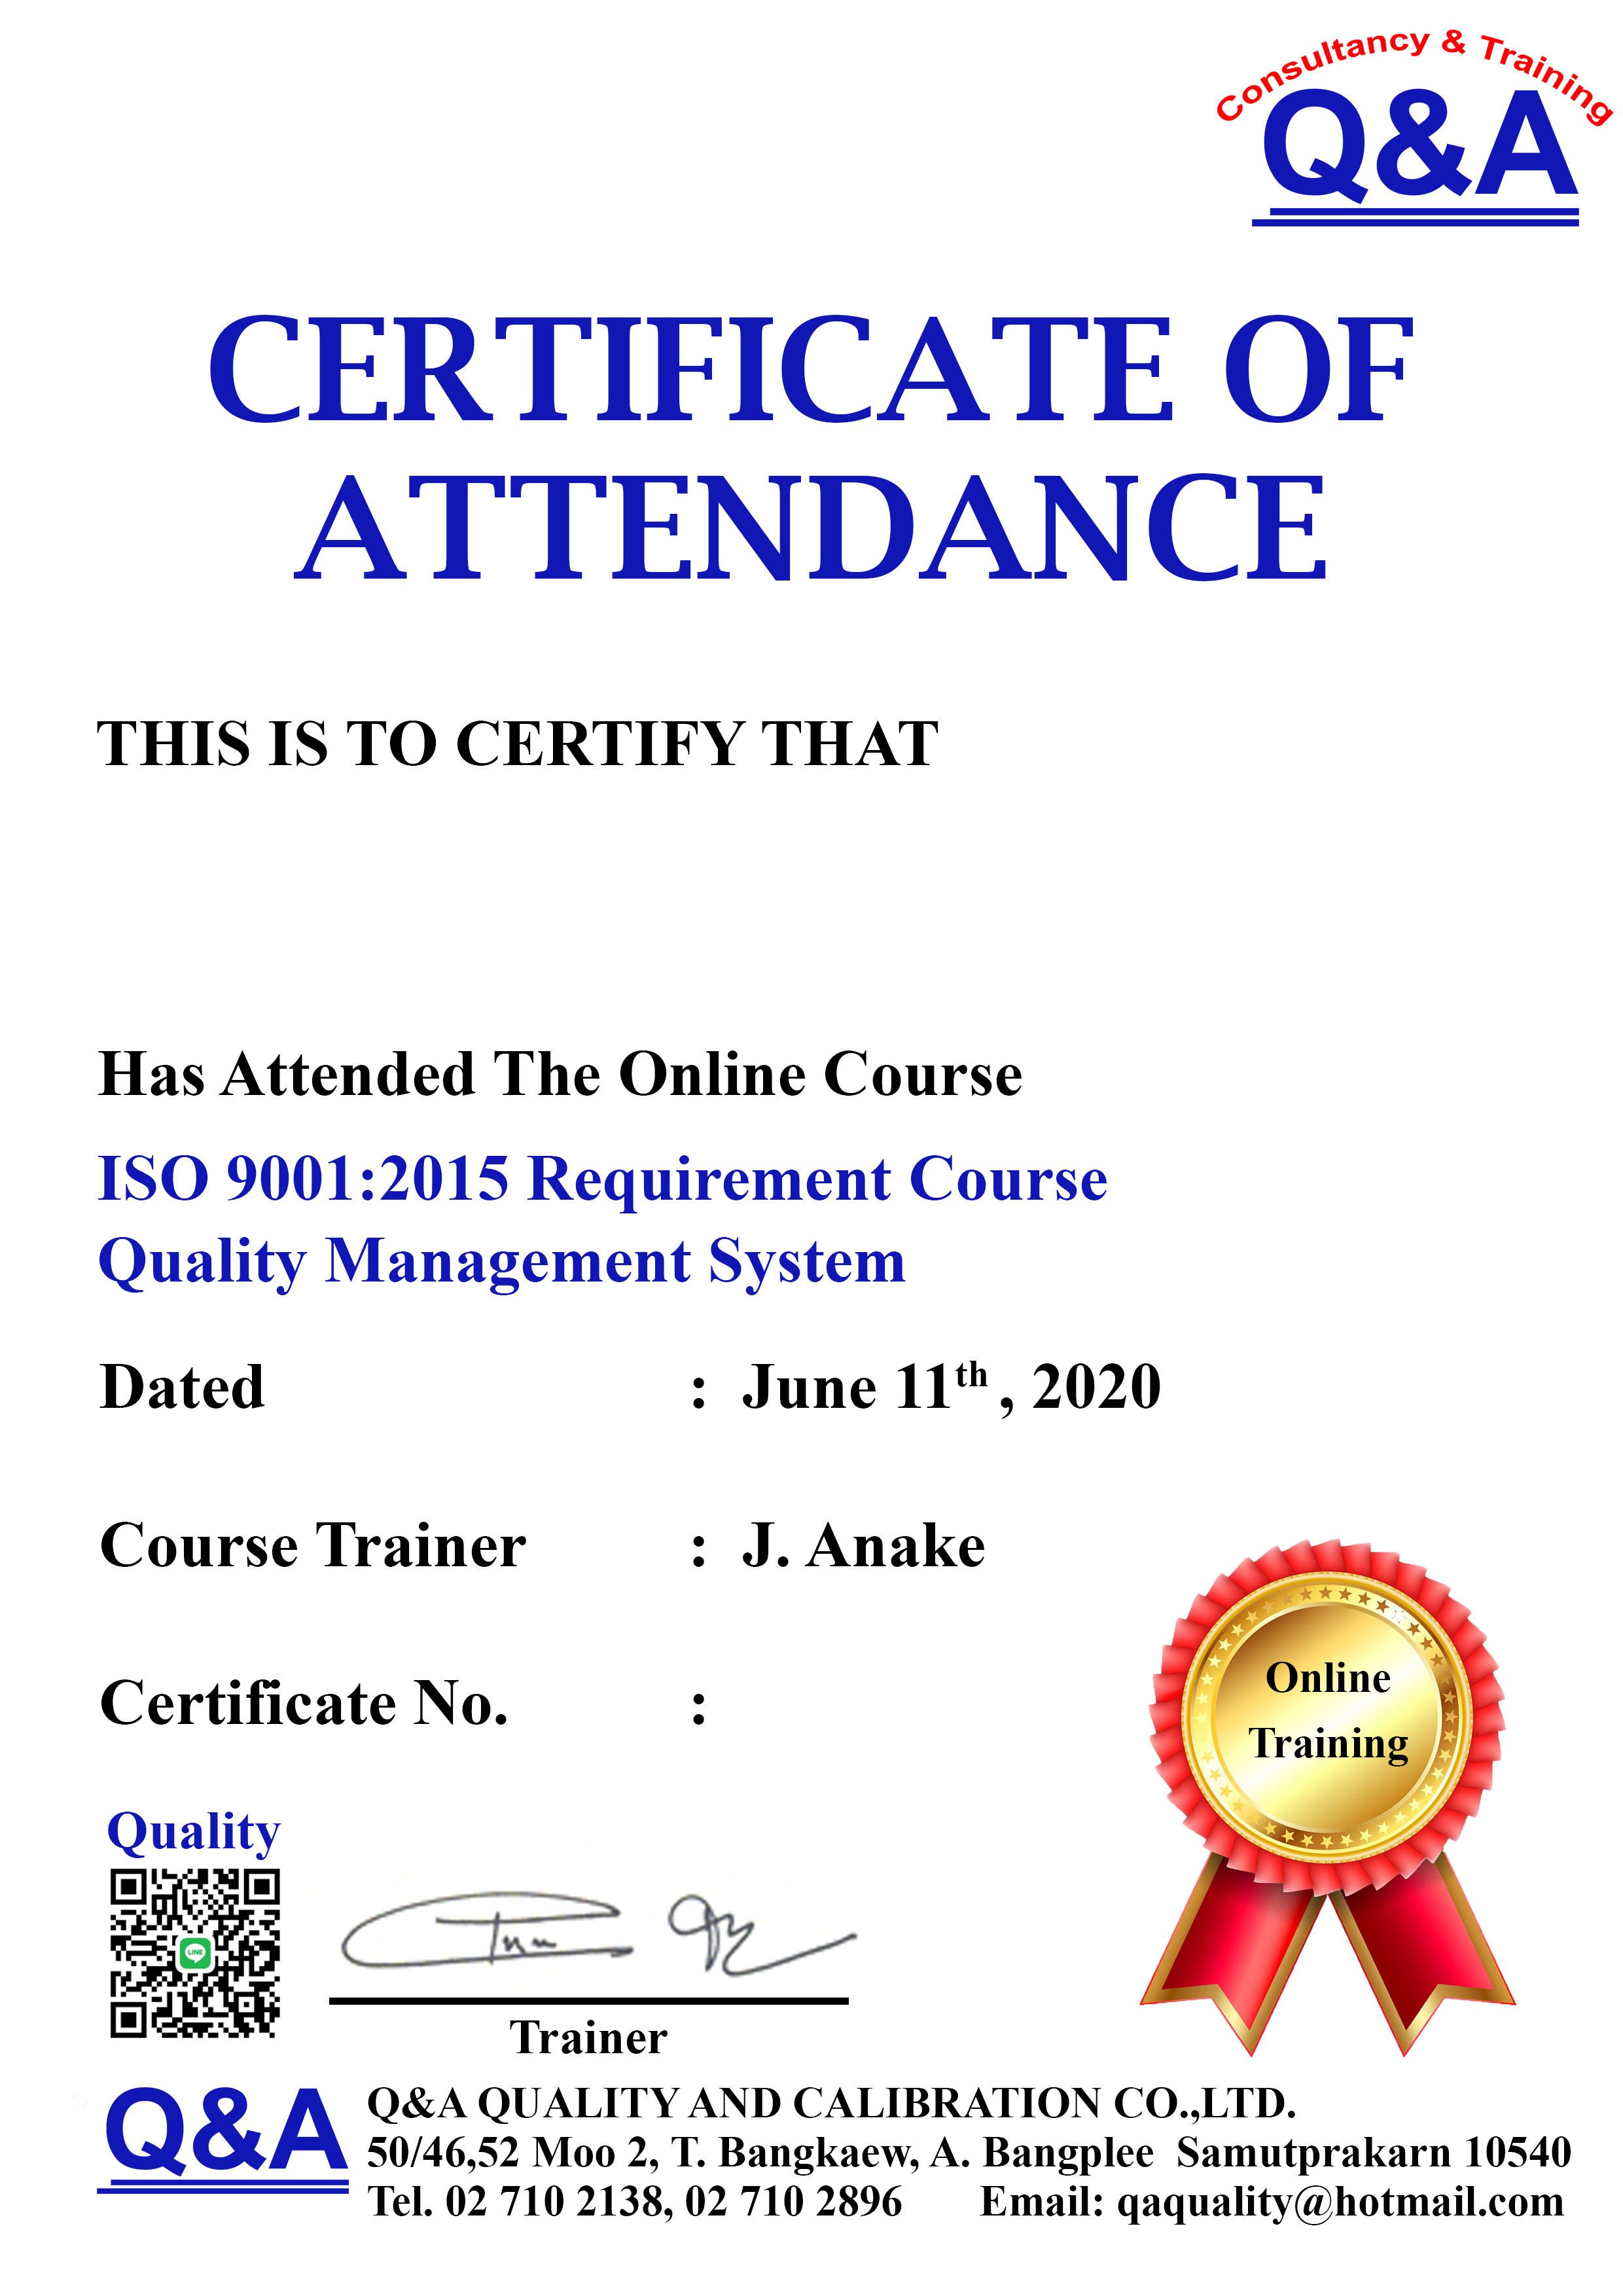 Consultancy & Training
Q&A
CERTIFICATE OF
ATTENDANCE
THIS IS TO CERTIFY THAT
Has Attended The Online Course
ISO 9001:2015 Requirement Course
Quality Management System
Dated : June 11th , 2020
Course Trainer : J. Anake
Certificate No. :
Online
Training
Quality
LINE
Trainer
Q&A
Q&A QUALITY AND CALIBRATION CO.,LTD.
50/46,52 Moo 2, T. Bangkaew, A. Bangplee Samutprakarn 10540
Tel. 02 710 2138, 02 710 2896 Email: qaquality@hotmail.com